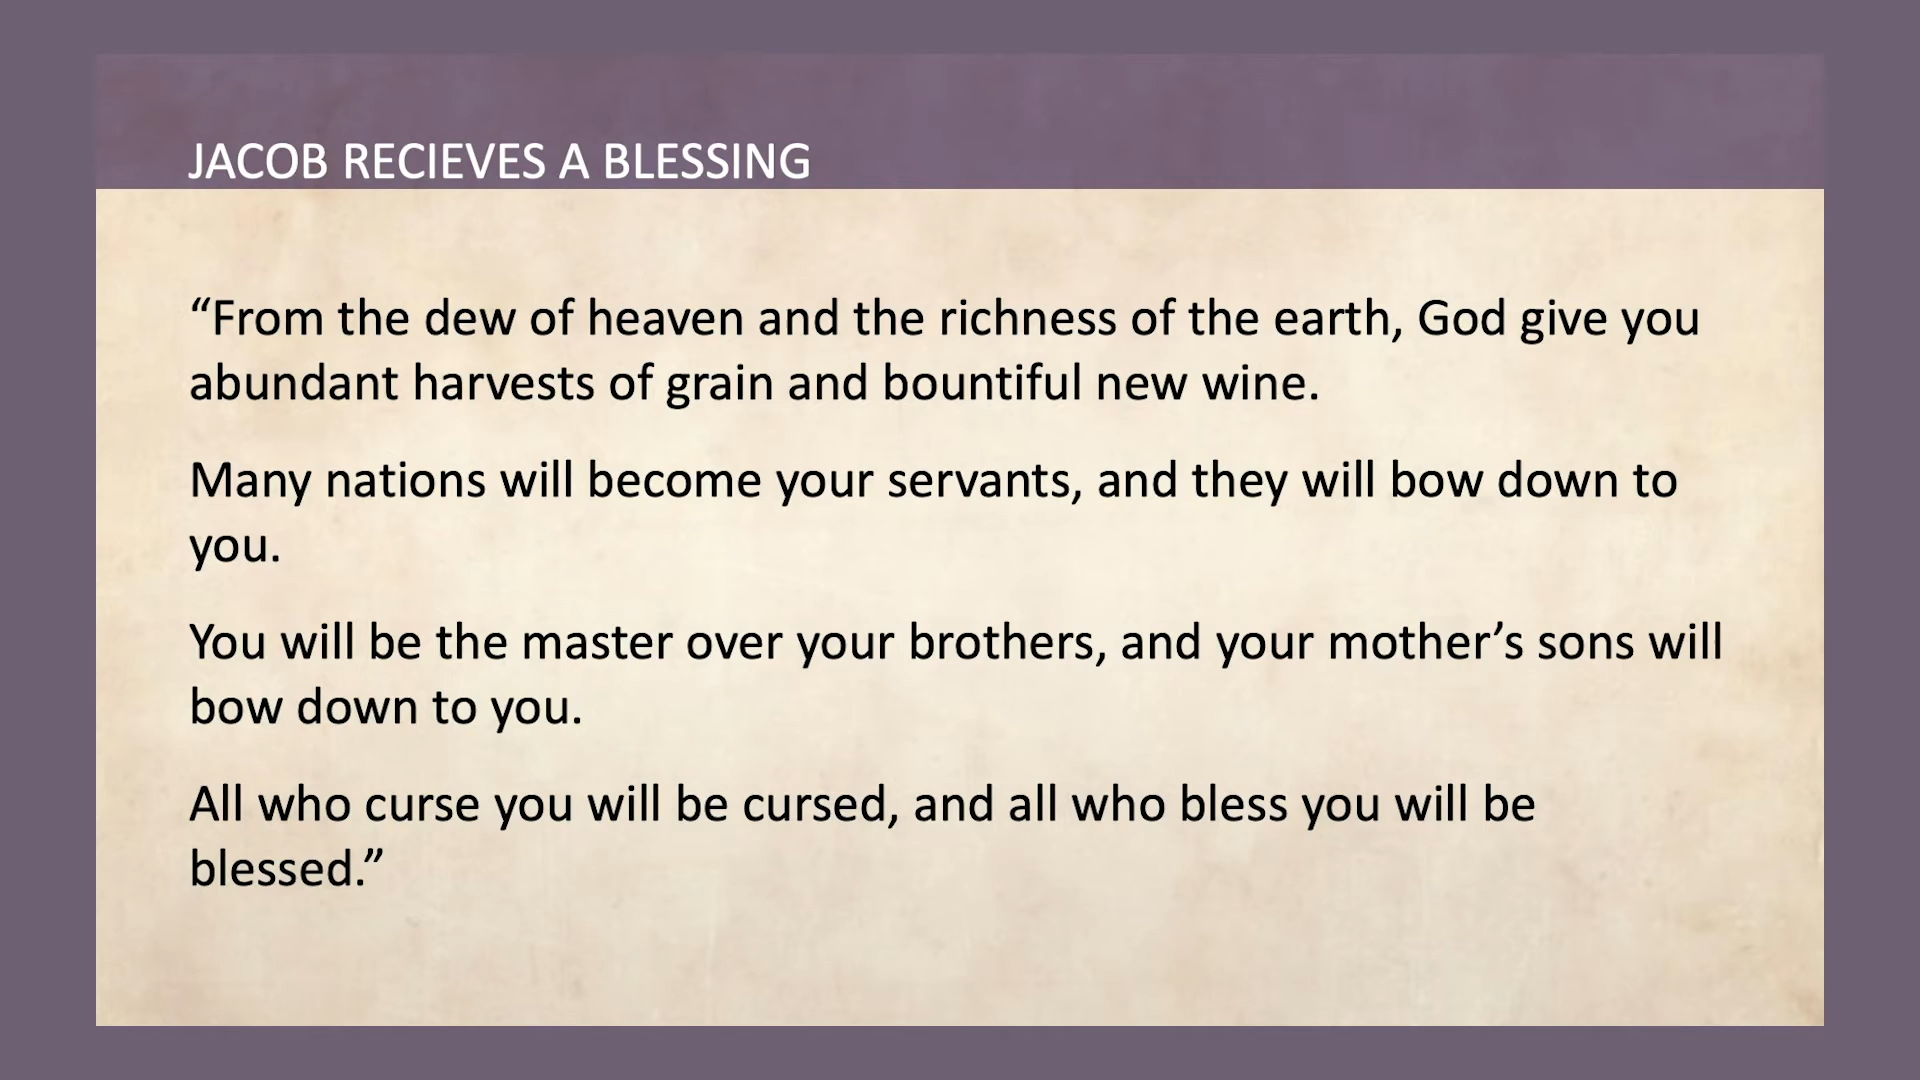 JACOB RECIEVES A BLESSING
“From the dew of heaven and the richness of the earth, God give you
abundant harvests of grain and bountiful new wine.
Many nations will become your servants, and they will bow down to
you.
You will be the master over your brothers, and your mother’s sons will
bow down to you.
All who curse you will be cursed, and all who bless you will be
blessed.”